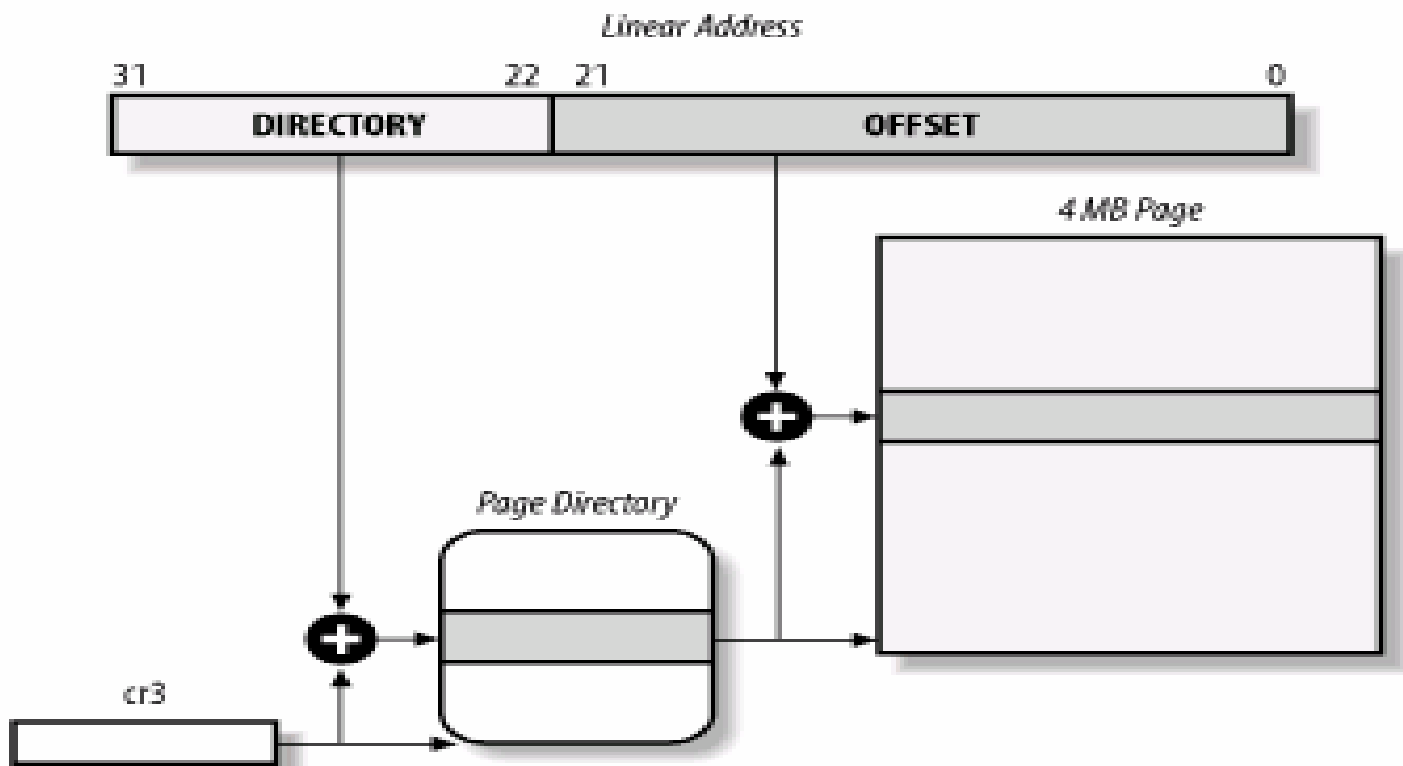 Linear Address
31 22 21 0
DIRECTORY OFFSET
4 MB Page
Page Directory
cr3